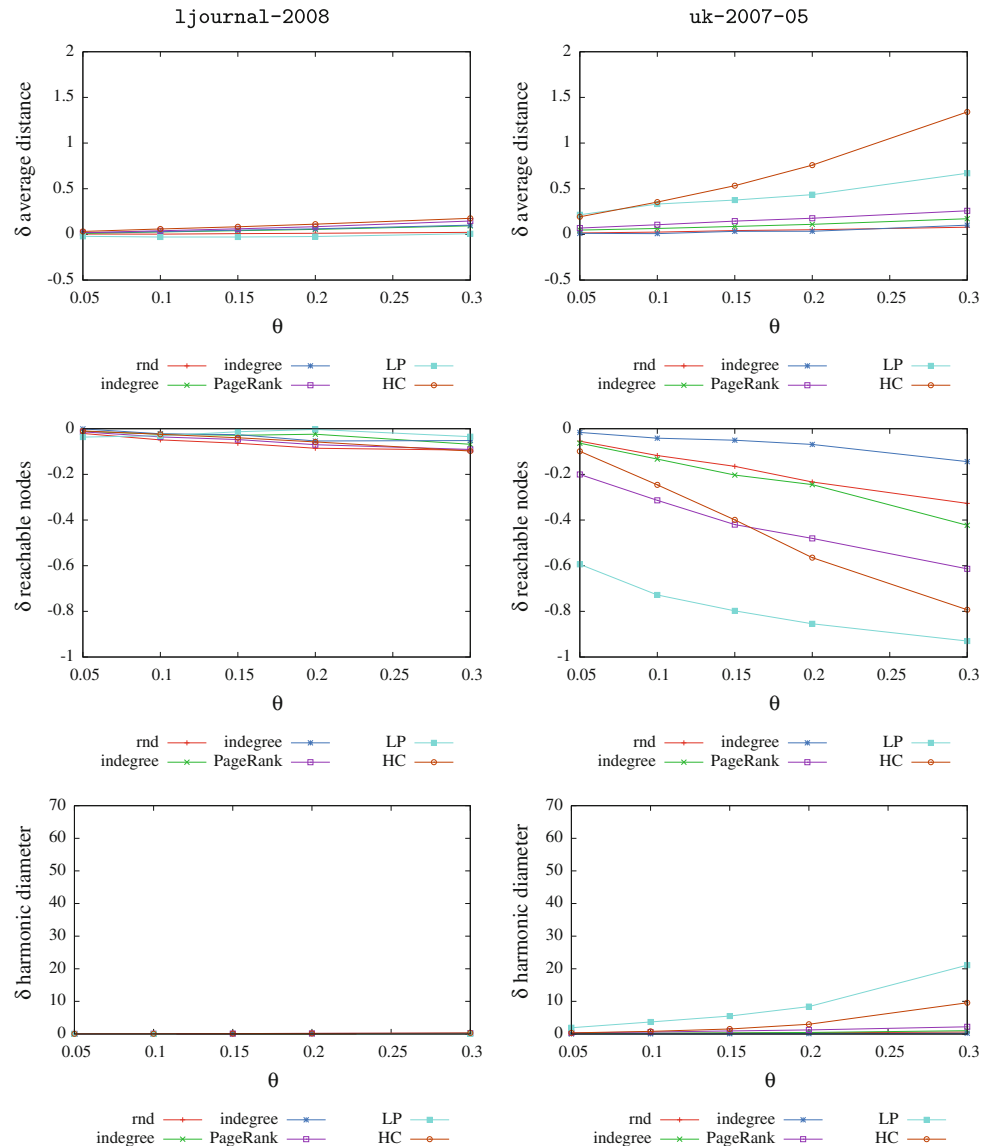 ljournal-2008
uk-2007-05
δ average distance
2
1.5
1
0.5
0
-0.5
0.05 0.1 0.15 0.2 0.25 0.3
θ
rnd indegree LP
indegree PageRank HC
δ average distance
2
1.5
1
0.5
0
-0.5
0.05 0.1 0.15 0.2 0.25 0.3
θ
rnd indegree LP
indegree PageRank HC
δ reachable nodes
0
-0.2
-0.4
-0.6
-0.8
-1
0.05 0.1 0.15 0.2 0.25 0.3
θ
rnd indegree LP
indegree PageRank HC
δ reachable nodes
0
-0.2
-0.4
-0.6
-0.8
-1
0.05 0.1 0.15 0.2 0.25 0.3
θ
rnd indegree LP
indegree PageRank HC
δ harmonic diameter
70
60
50
40
30
20
10
0
0.05 0.1 0.15 0.2 0.25 0.3
θ
rnd indegree LP
indegree PageRank HC
δ harmonic diameter
70
60
50
40
30
20
10
0
0.05 0.1 0.15 0.2 0.25 0.3
θ
rnd indegree LP
indegree PageRank HC